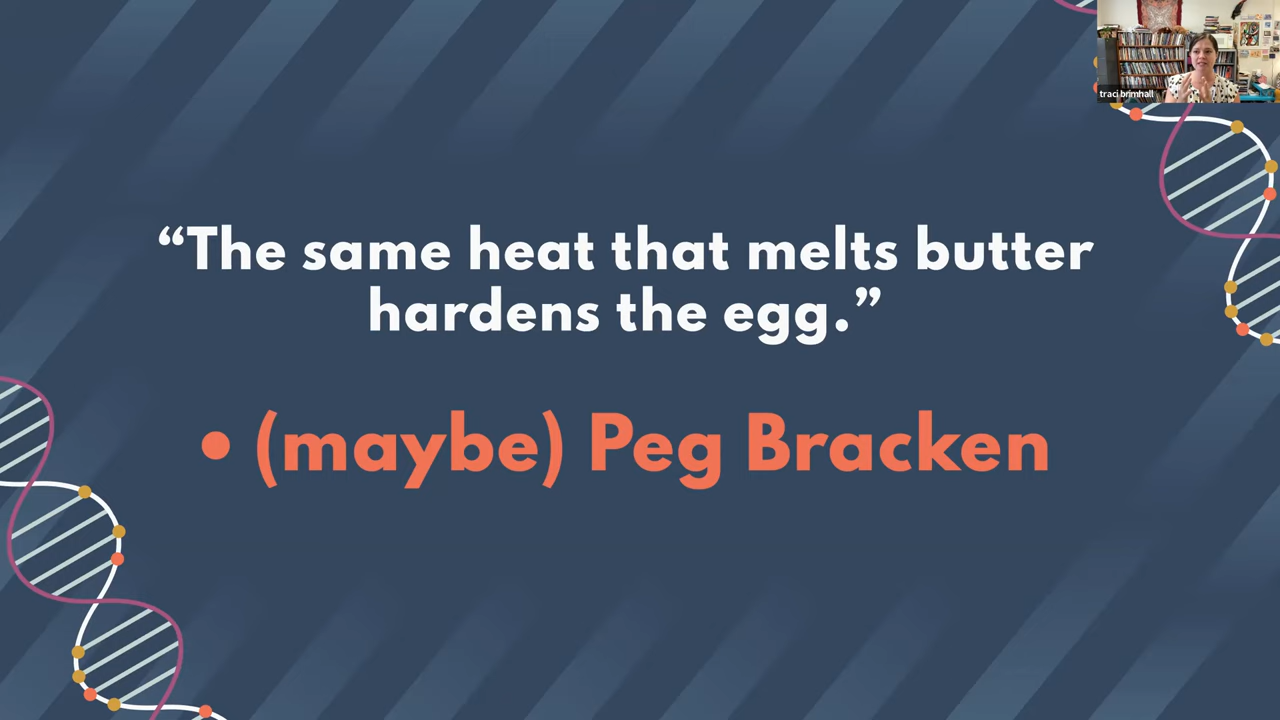 traci brimhall
“The same heat that melts butter
hardens the egg.”
• (maybe) Peg Bracken